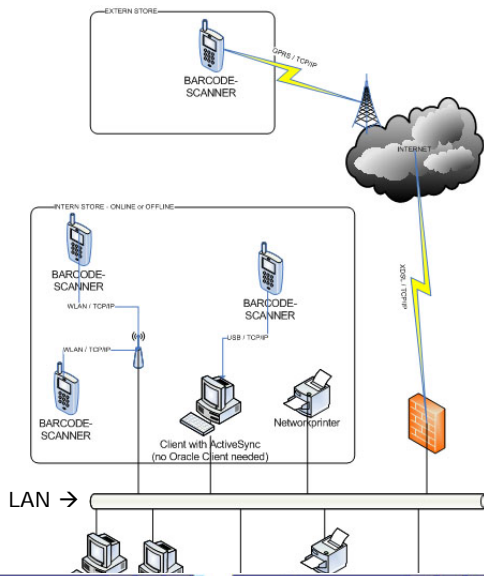 EXTERN STORE
GPRS / TCP/IP
BARCODE-
SCANNER
INTERNET
INTERN STORE - ONLINE or OFFLINE
BARCODE-
SCANNER
BARCODE-
SCANNER
WLAN / TCP/IP
XDSL / TCP/IP
USB / TCP/IP
WLAN / TCP/IP
BARCODE-
SCANNER
Networkprinter
Client with ActiveSync
(no Oracle Client needed)
LAN →